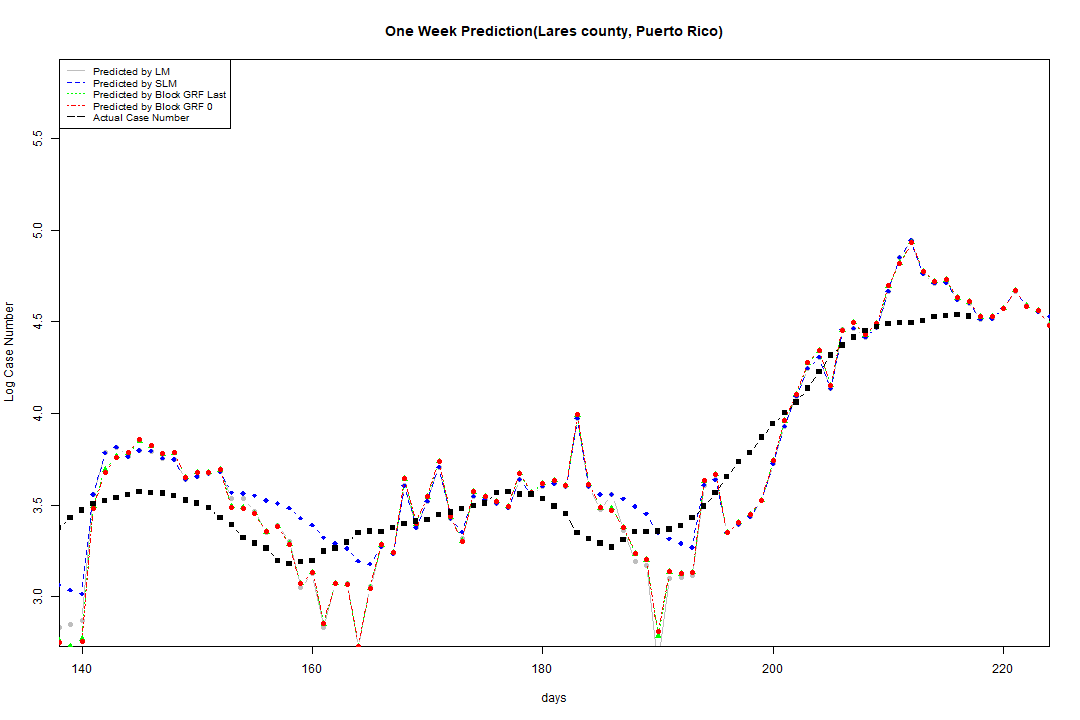 One Week Prediction(Lares county, Puerto Rico)
Predicted by LM
Predicted by SLM
Predicted by Block GRF Last
Predicted by Block GRF 0
Actual Case Number
5.5
5.0
4.5
4.0
3.5
3.0
Log Case Number
140 160 180 200 220
days